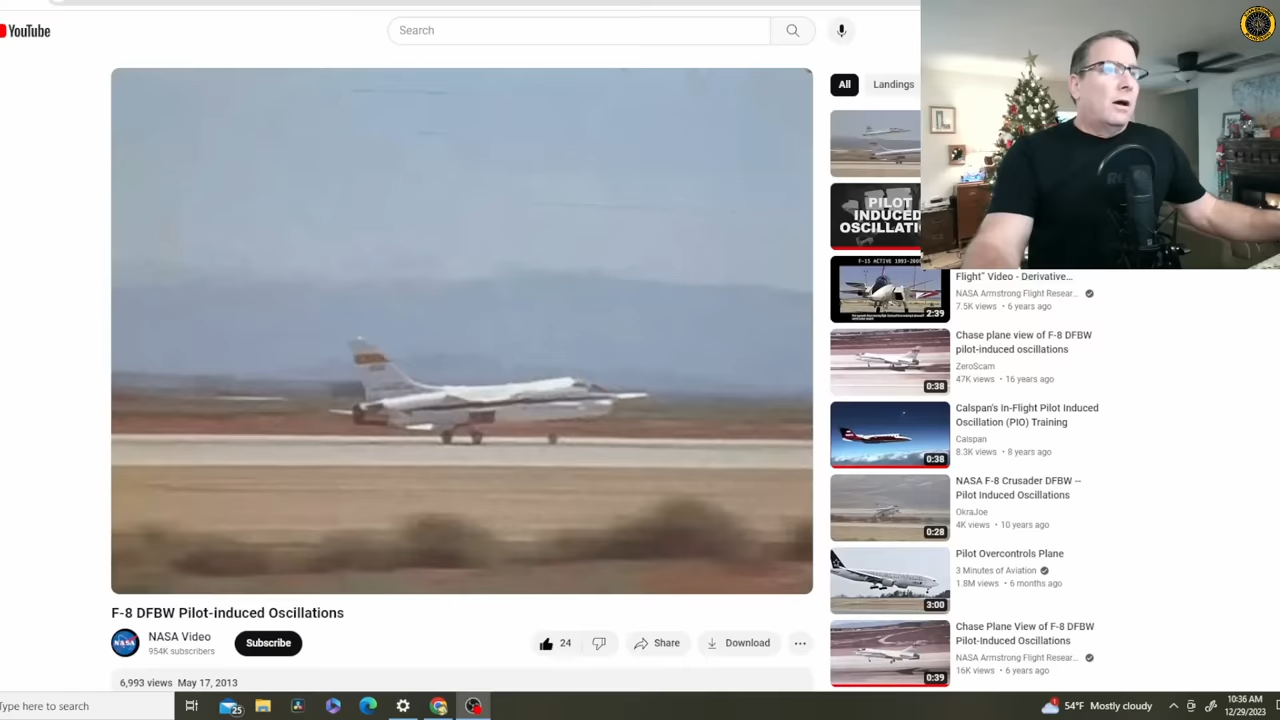 YouTube
Search
All
Landings
PILOT
INDUCED
OSCILLATI
F-15 ACTIVE 1993-
2:39
Flight" Video - Derivative...
NASA Armstrong Flight Resear...
7.5K views • 6 years ago
0:38
Chase plane view of F-8 DFBW
pilot-induced oscillations
ZeroScam
47K views • 16 years ago
0:38
Calspan's In-Flight Pilot Induced
Oscillation (PIO) Training
Calspan
8.3K views • 8 years ago
0:28
NASA F-8 Crusader DFBW --
Pilot Induced Oscillations
OkraJoe
4K views • 10 years ago
3:00
Pilot Overcontrols Plane
3 Minutes of Aviation
1.8M views • 6 months ago
0:39
Chase Plane View of F-8 DFBW
Pilot-Induced Oscillations
NASA Armstrong Flight Resear...
16K views • 6 years ago
F-8 DFBW Pilot-induced Oscillations
NASA
NASA Video
954K subscribers
Subscribe
24
Share
Download
6,993 views May 17, 2013
Type here to search
25
54°F Mostly cloudy
10:36 AM
12/29/2023